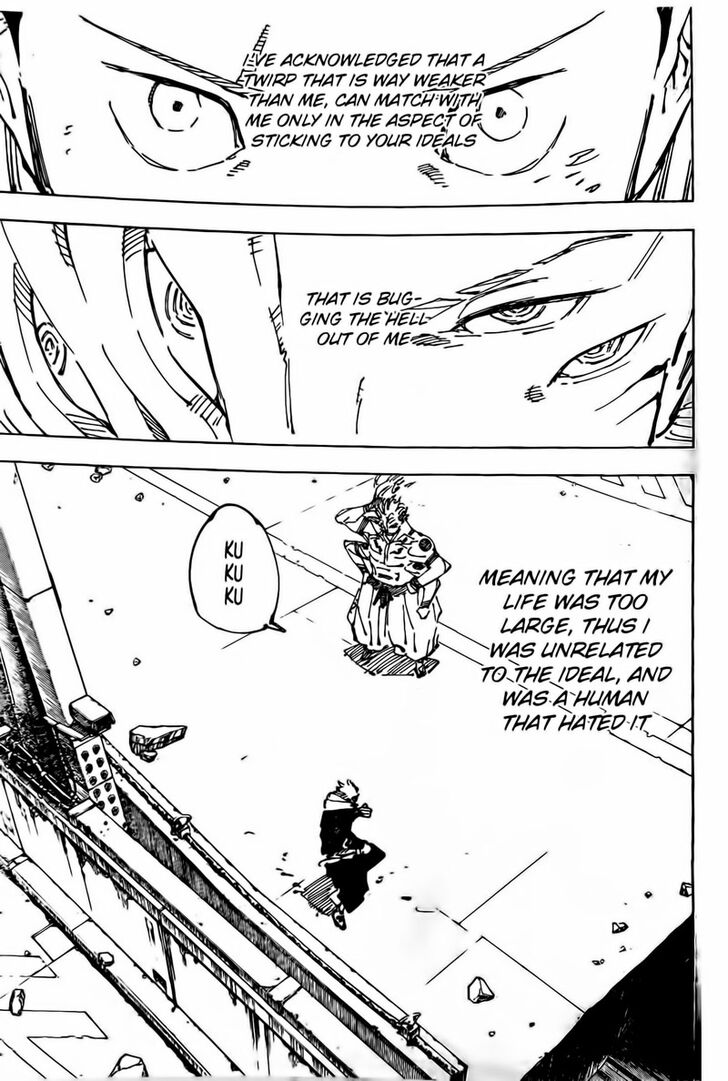 I'VE ACKNOWLEDGED THAT A
TWIRP THAT IS WAY WEAKER
THAN ME, CAN MATCH WITH
ME ONLY IN THE ASPECT OF
STICKING TO YOUR IDEALS
THAT IS BUG-
GING THE HELL
OUT OF ME
KU
KU
KU
MEANING THAT MY
LIFE WAS TOO
LARGE, THUS I
WAS UNRELATED
TO THE IDEAL, AND
WAS A HUMAN
THAT HATED IT